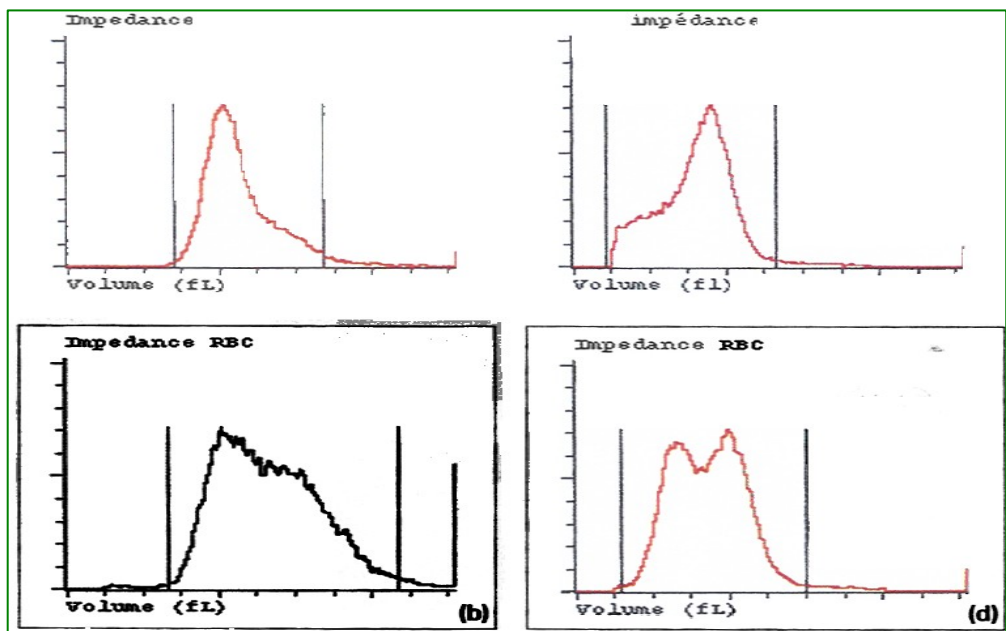 Impedance
impédance
Volume (fL)
Volume (fl)
Impedance RBC
Impedance RBC
Volume (fL)
(b)
Volume (fL)
(d)